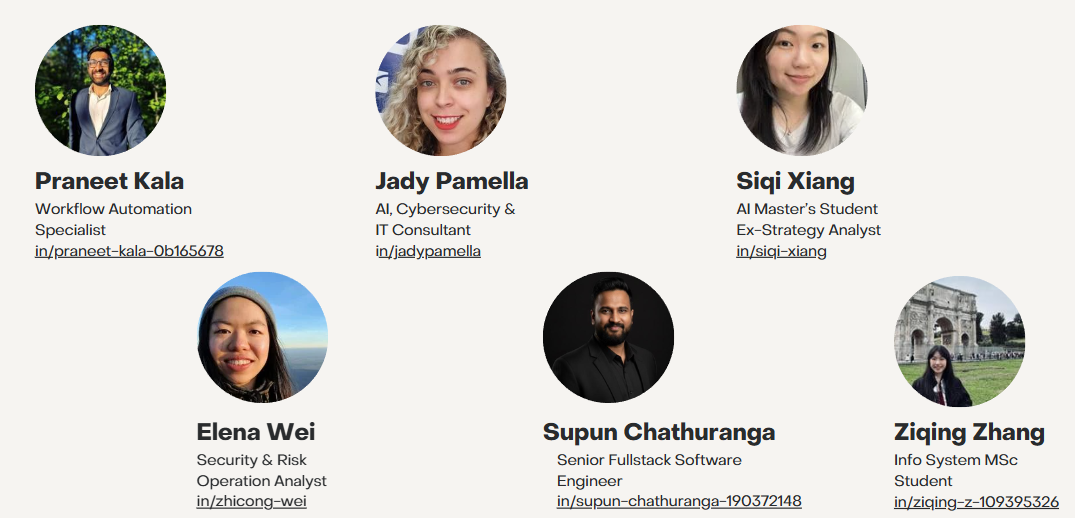 Praneet Kala
Workflow Automation
Specialist
in/praneet-kala-0b165678
Jady Pamella
AI, Cybersecurity &
IT Consultant
in/jadypamella
Siqi Xiang
AI Master's Student
Ex-Strategy Analyst
in/siqi-xiang
Elena Wei
Security & Risk
Operation Analyst
in/zhicong-wei
Supun Chathuranga
Senior Fullstack Software
Engineer
in/supun-chathuranga-190372148
Ziqing Zhang
Info System MSc
Student
in/ziqing-z-109395326